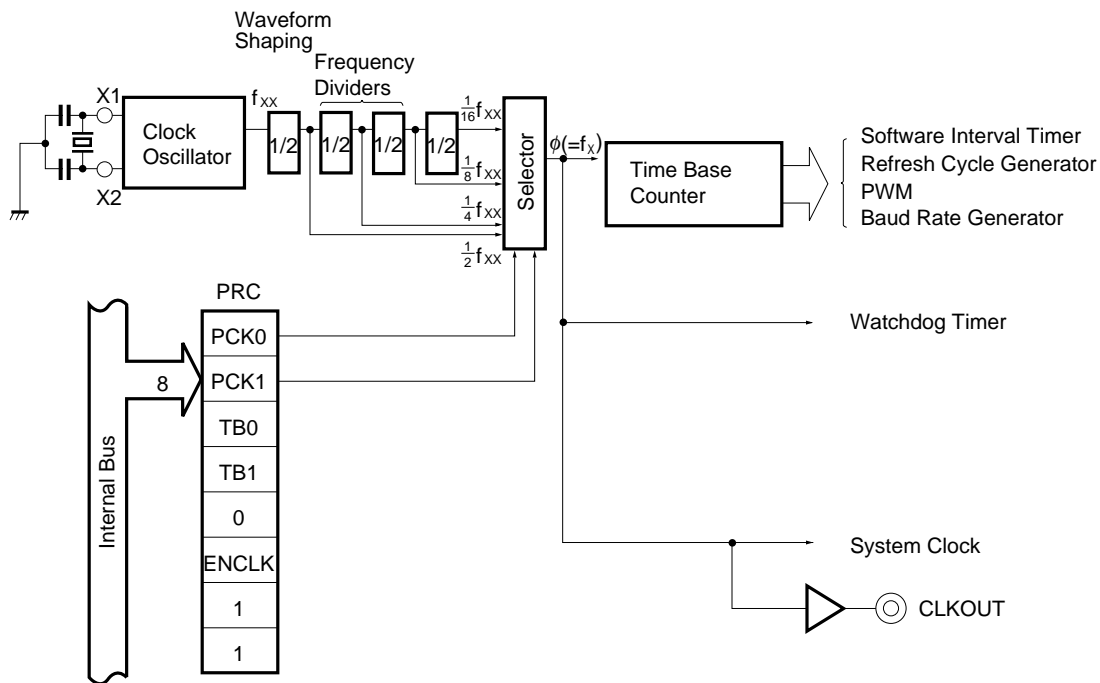 Waveform
Shaping
Frequency
Dividers
X1
X2
Clock
Oscillator
fXX
1/2
1/2
1/2
1/2
1/16 fXX
1/8 fXX
1/4 fXX
1/2 fXX
Selector
ϕ(=fX)
Time Base
Counter
Software Interval Timer
Refresh Cycle Generator
PWM
Baud Rate Generator
Watchdog Timer
System Clock
CLKOUT
Internal Bus
8
PRC
PCK0
PCK1
TB0
TB1
0
ENCLK
1
1